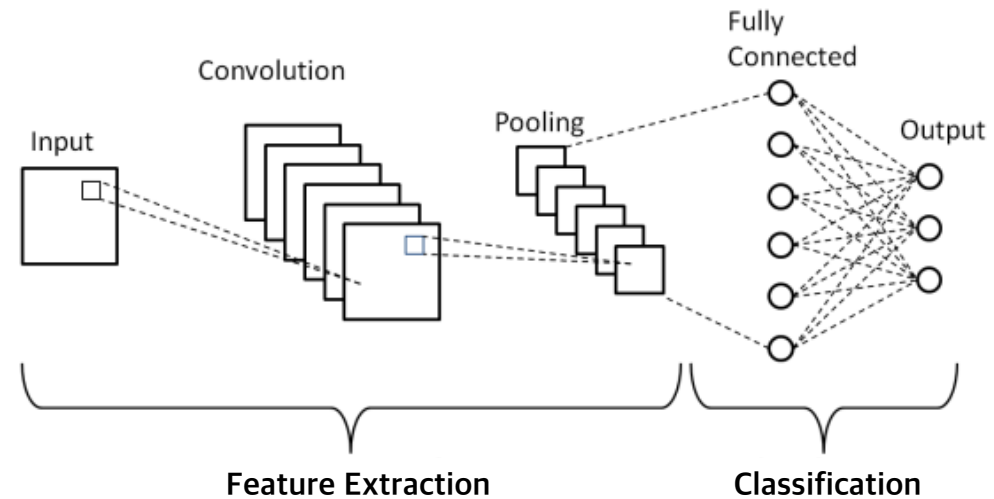 Input
Convolution
Pooling
Fully
Connected
Output
Feature Extraction
Classification